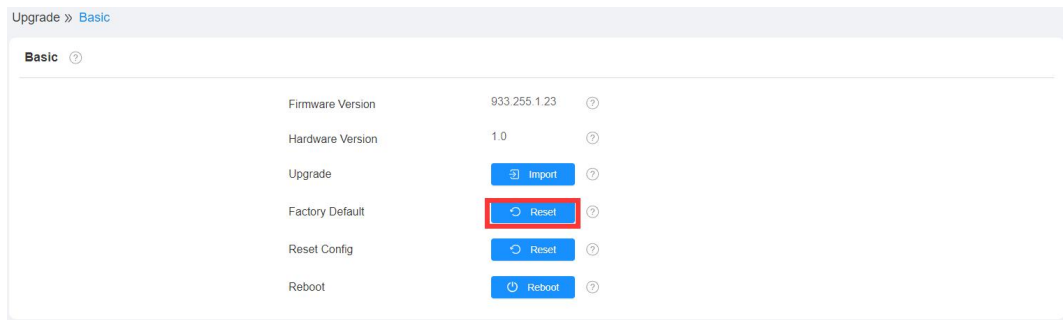 Upgrade » Basic
Basic ?
Firmware Version 933.255.1.23 ?
Hardware Version 1.0 ?
Upgrade Import ?
Factory Default Reset ?
Reset Config Reset ?
Reboot Reboot ?